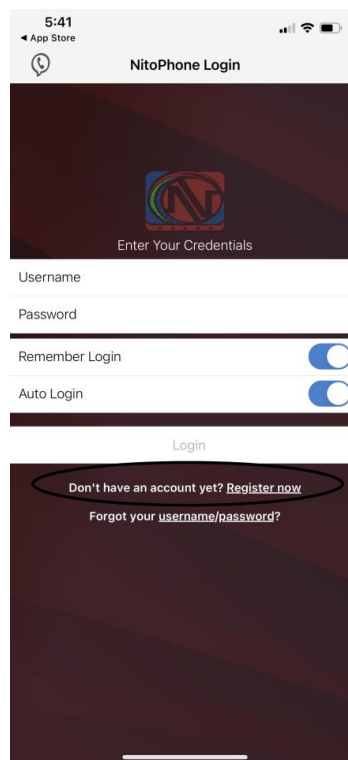 5:41
◀ App Store
NitoPhone Login
Enter Your Credentials
Username
Password
Remember Login
Auto Login
Login
Don't have an account yet? Register now
Forgot your username/password?